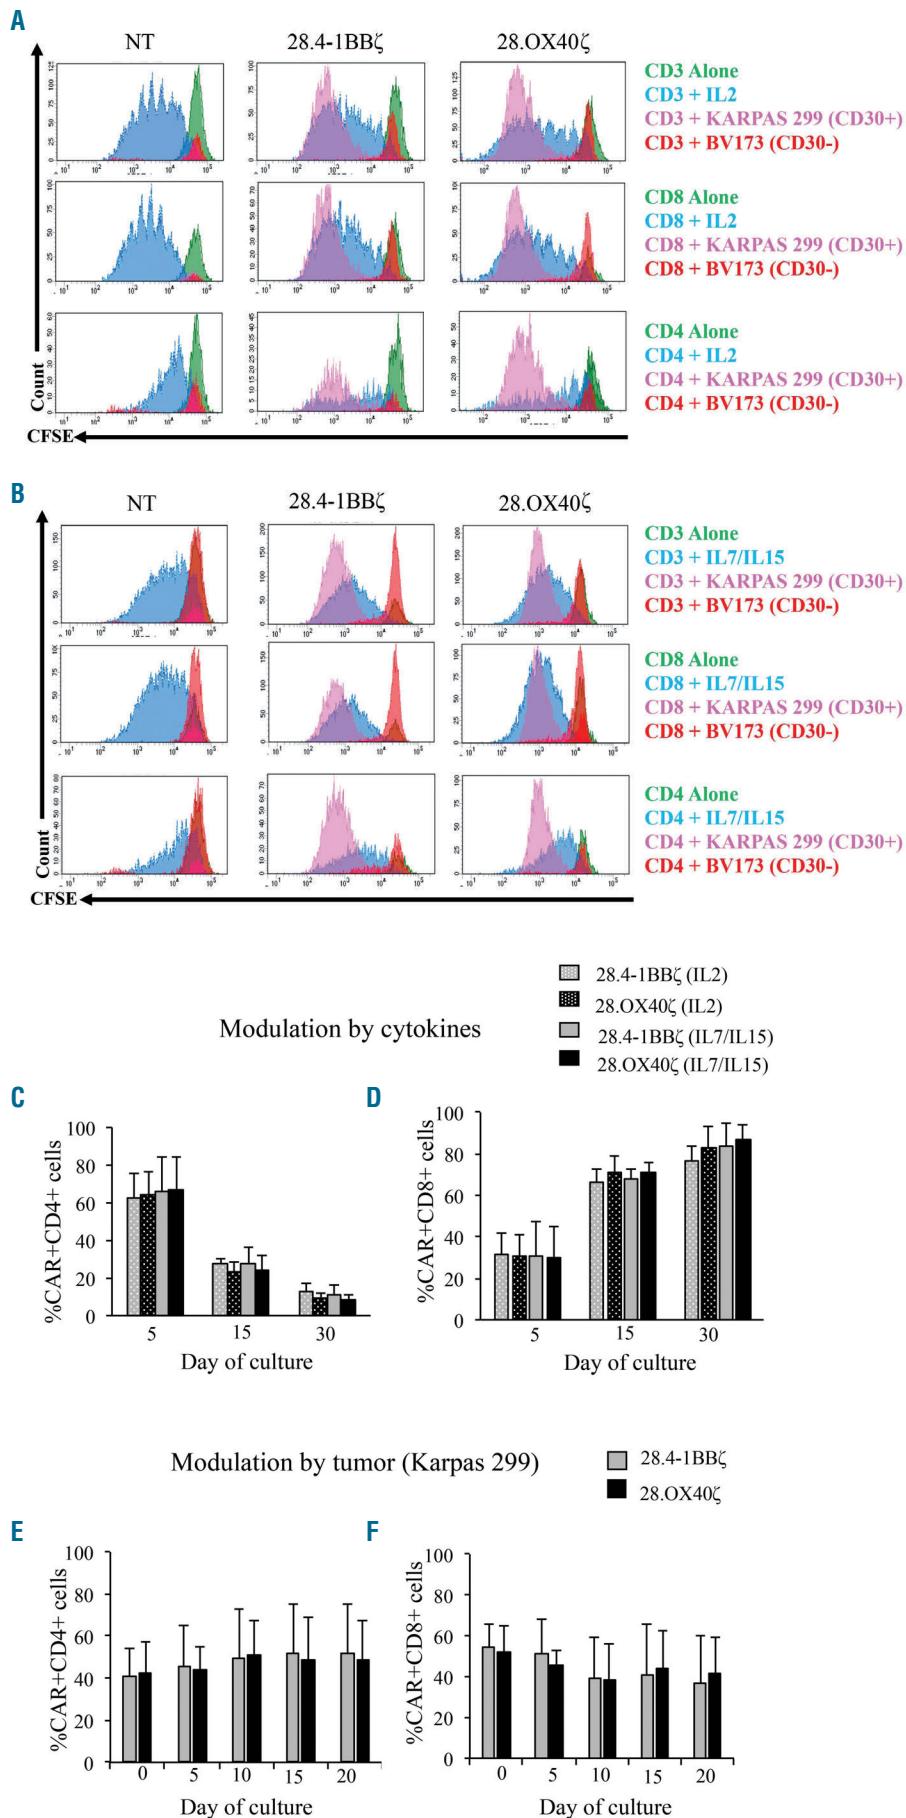 A
NT
28.4-1BBζ
28.OX40ζ
CD3 Alone
CD3 + IL2
CD3 + KARPAS 299 (CD30+)
CD3 + BV173 (CD30-)
CD8 Alone
CD8 + IL2
CD8 + KARPAS 299 (CD30+)
CD8 + BV173 (CD30-)
CD4 Alone
CD4 + IL2
CD4 + KARPAS 299 (CD30+)
CD4 + BV173 (CD30-)
Count
CFSE
B
NT
28.4-1BBζ
28.OX40ζ
CD3 Alone
CD3 + IL7/IL15
CD3 + KARPAS 299 (CD30+)
CD3 + BV173 (CD30-)
CD8 Alone
CD8 + IL7/IL15
CD8 + KARPAS 299 (CD30+)
CD8 + BV173 (CD30-)
CD4 Alone
CD4 + IL7/IL15
CD4 + KARPAS 299 (CD30+)
CD4 + BV173 (CD30-)
Count
CFSE
28.4-1BBζ (IL2)
28.OX40ζ (IL2)
28.4-1BBζ (IL7/IL15)
28.OX40ζ (IL7/IL15)
Modulation by cytokines
C
%CAR+CD4+ cells
100
80
60
40
20
0
5 15 30
Day of culture
D
%CAR+CD8+ cells
100
80
60
40
20
0
5 15 30
Day of culture
Modulation by tumor (Karpas 299)
28.4-1BBζ
28.OX40ζ
E
%CAR+CD4+ cells
100
80
60
40
20
0
0 5 10 15 20
Day of culture
F
%CAR+CD8+ cells
100
80
60
40
20
0
0 5 10 15 20
Day of culture